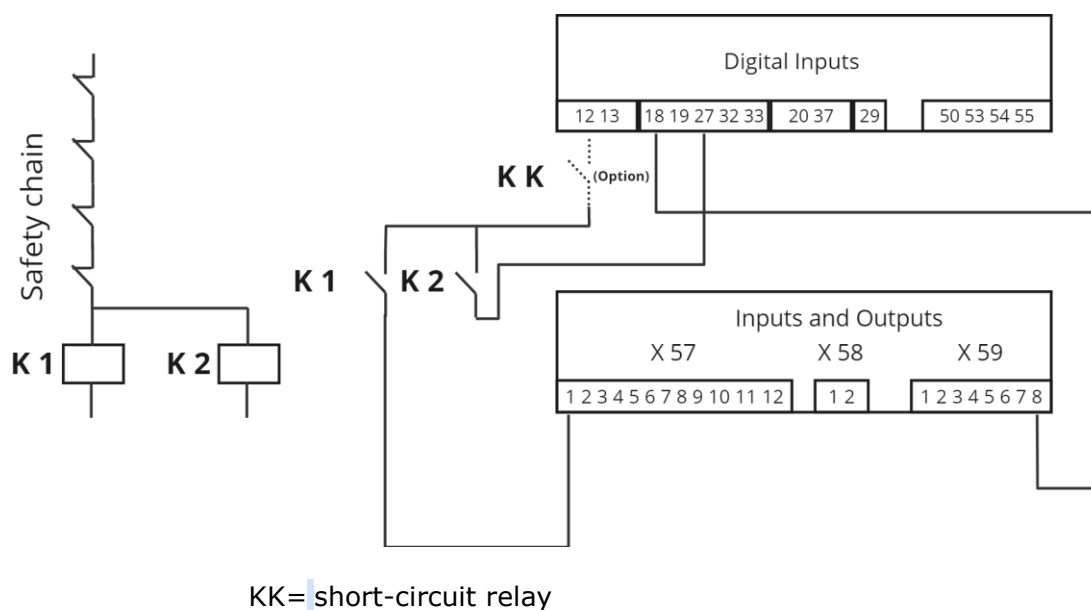 Digital Inputs
12 13 18 19 27 32 33 20 37 29 50 53 54 55
K K (Option)
Safety chain
K 1 K 2
Inputs and Outputs
X 57 X 58 X 59
K 1 K 2
1 2 3 4 5 6 7 8 9 10 11 12 1 2 1 2 3 4 5 6 7 8
KK= short-circuit relay